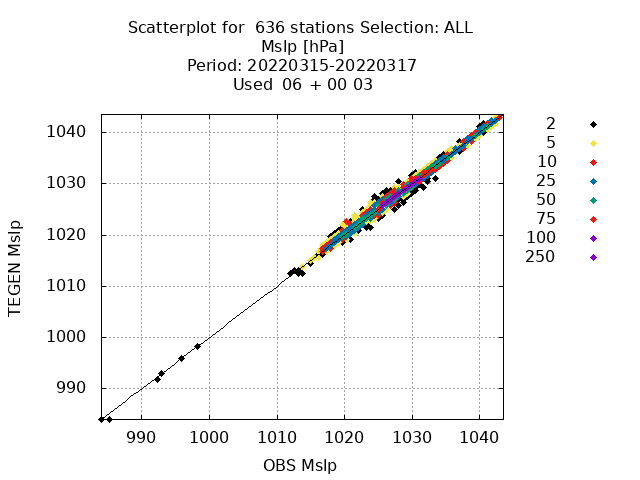 Scatterplot for 636 stations Selection: ALL
Mslp [hPa]
Period: 20220315-20220317
Used 06 + 00 03
2
5
10
25
50
75
100
250
1040
1030
1020
1010
1000
990
TEGEN Mslp
990 1000 1010 1020 1030 1040
OBS Mslp